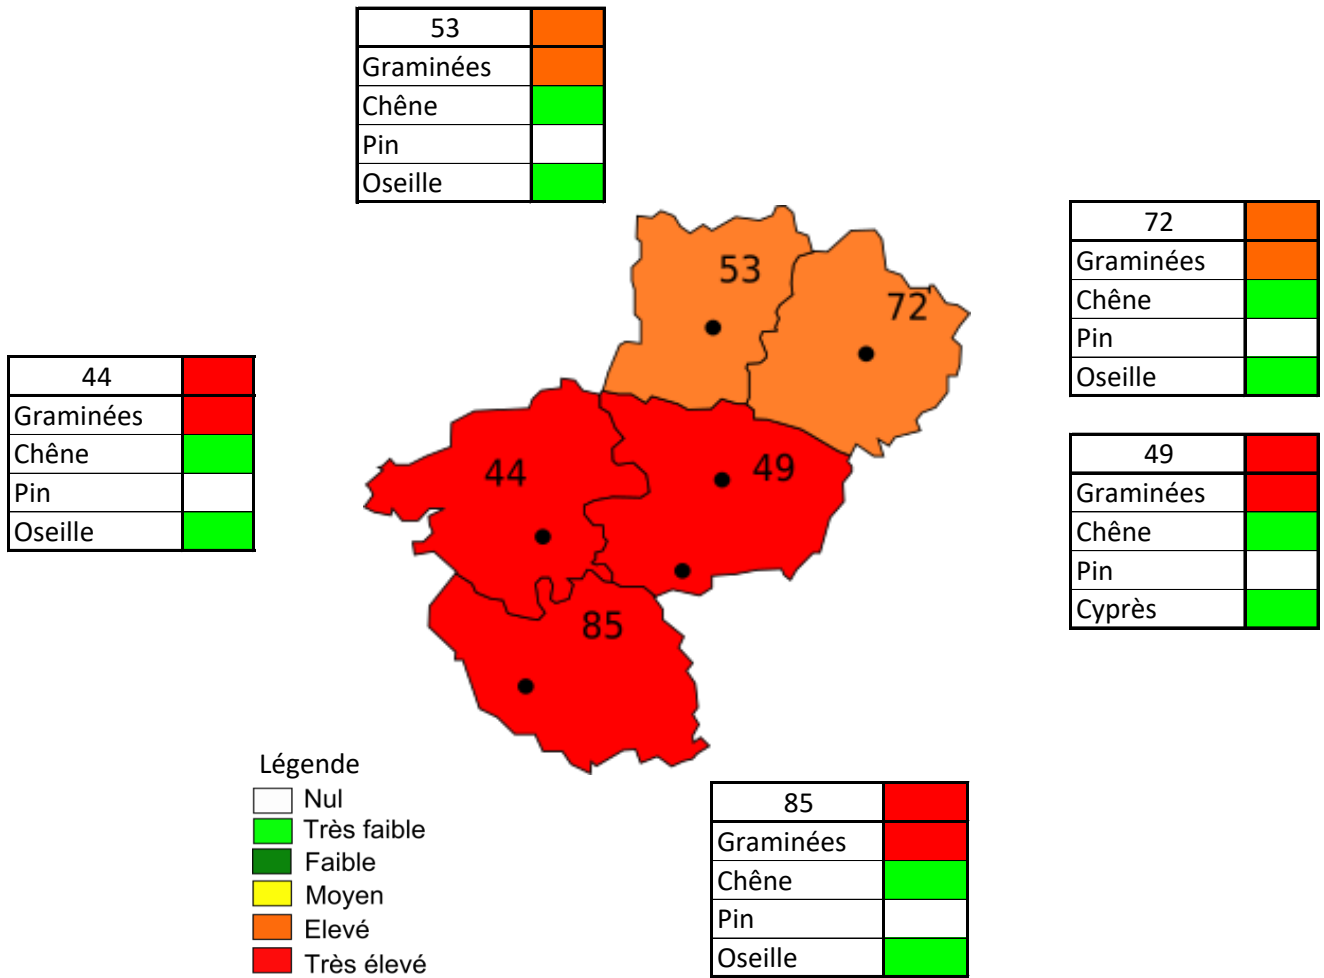 53
Graminées
Chêne
Pin
Oseille
72
Graminées
Chêne
Pin
Oseille
53
72
44
Graminées
Chêne
Pin
Oseille
44
49
49
Graminées
Chêne
Pin
Cyprès
85
Légende
Nul
Très faible
Faible
Moyen
Elevé
Très élevé
85
Graminées
Chêne
Pin
Oseille